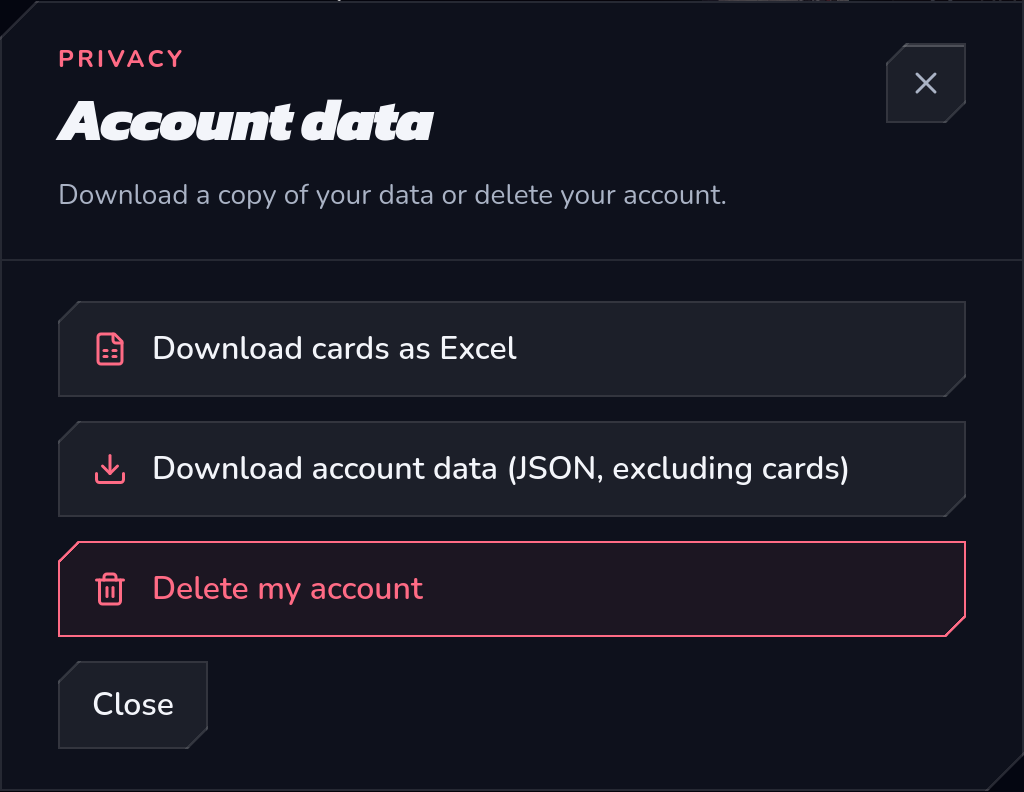 PRIVACY
Account data
Download a copy of your data or delete your account.
Download cards as Excel
Download account data (JSON, excluding cards)
Delete my account
Close